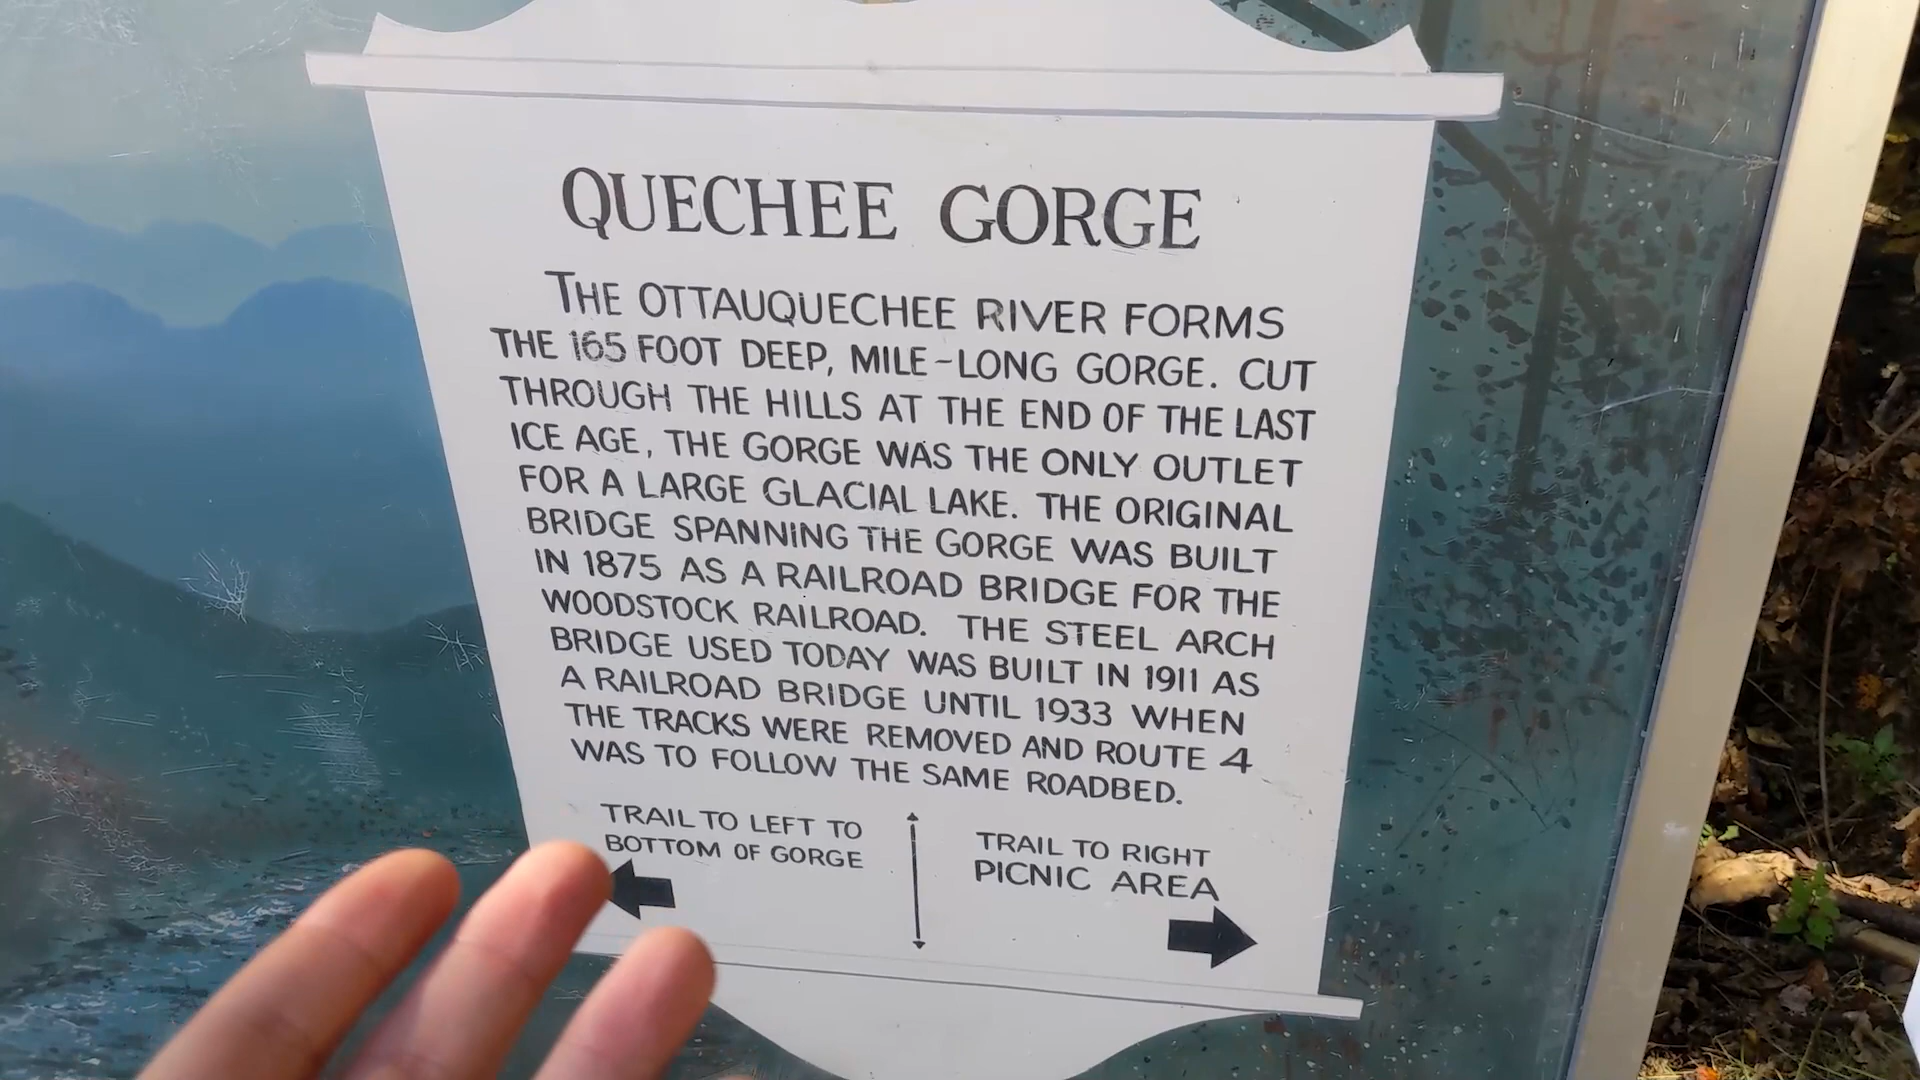 QUECHEE GORGE
THE OTTAUQUECHEE RIVER FORMS
THE 165 FOOT DEEP, MILE-LONG GORGE. CUT
THROUGH THE HILLS AT THE END OF THE LAST
ICE AGE, THE GORGE WAS THE ONLY OUTLET
FOR A LARGE GLACIAL LAKE. THE ORIGINAL
BRIDGE SPANNING THE GORGE WAS BUILT
IN 1875 AS A RAILROAD BRIDGE FOR THE
WOODSTOCK RAILROAD. THE STEEL ARCH
BRIDGE USED TODAY WAS BUILT IN 1911 AS
A RAILROAD BRIDGE UNTIL 1933 WHEN
THE TRACKS WERE REMOVED AND ROUTE 4
WAS TO FOLLOW THE SAME ROADBED.
TRAIL TO LEFT TO
BOTTOM OF GORGE
TRAIL TO RIGHT
PICNIC AREA